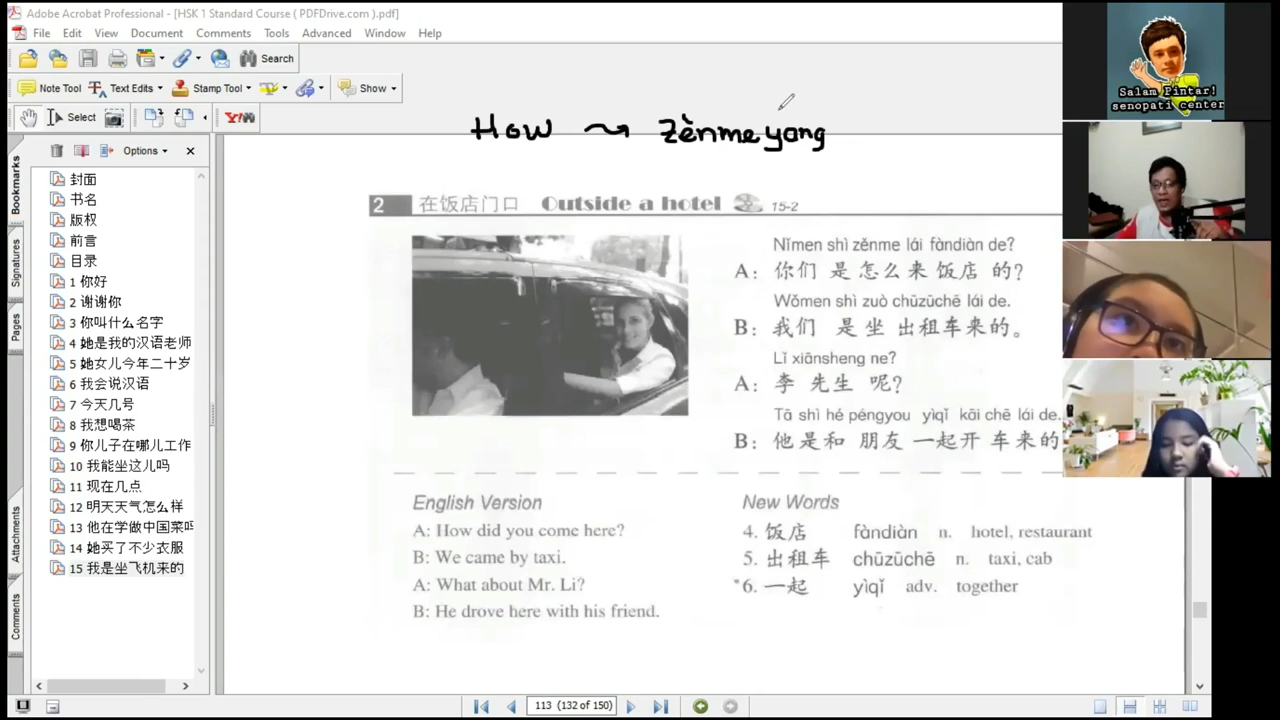 Adobe Acrobat Professional - [HSK 1 Standard Course ( PDFDrive.com ).pdf]
File Edit View Document Comments Tools Advanced Window Help
Search
Note Tool Text Edits Stamp Tool Show
Select Y!
Options
Bookmarks
Signatures
Pages
Attachments
Comments
封面
书名
版权
前言
目录
1 你好
2 谢谢你
3 你叫什么名字
4 她是我的汉语老师
5 她女儿今年二十岁
6 我会说汉语
7 今天几号
8 我想喝茶
9 你儿子在哪儿工作
10 我能坐这儿吗
11 现在几点
12 明天天气怎么样
13 他在学做中国菜吗
14 她买了不少衣服
15 我是坐飞机来的
How zènmeyang
2 在饭店门口 Outside a hotel 15-2
Nǐmen shì zěnme lái fàndiàn de?
A: 你们 是 怎么 来 饭店 的?
Wǒmen shì zuò chūzūchē lái de.
B: 我们 是 坐 出租车 来 的。
Lǐ xiānsheng ne?
A: 李 先生 呢?
Tā shì hé péngyou yìqǐ kāi chē lái de.
B: 他 是 和 朋友 一起 开 车 来 的
English Version
A: How did you come here?
B: We came by taxi.
A: What about Mr. Li?
B: He drove here with his friend.
New Words
4. 饭店 fàndiàn n. hotel, restaurant
5. 出租车 chūzūchē n. taxi, cab
*6. 一起 yìqǐ adv. together
113 (132 of 150)
Salam Pintar!
senopati center